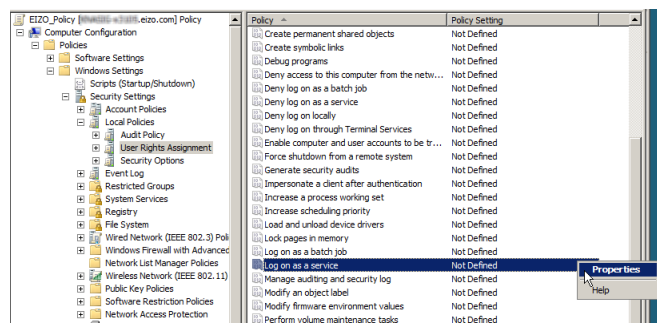 EIZO_Policy [ .eizo.com] Policy
Computer Configuration
Policies
Software Settings
Windows Settings
Scripts (Startup/Shutdown)
Security Settings
Account Policies
Local Policies
Audit Policy
User Rights Assignment
Security Options
Event Log
Restricted Groups
System Services
Registry
File System
Wired Network (IEEE 802.3) Poli
Windows Firewall with Advanced
Network List Manager Policies
Wireless Network (IEEE 802.11)
Public Key Policies
Software Restriction Policies
Network Access Protection
Policy Policy Setting
Create permanent shared objects Not Defined
Create symbolic links Not Defined
Debug programs Not Defined
Deny access to this computer from the netw... Not Defined
Deny log on as a batch job Not Defined
Deny log on as a service Not Defined
Deny log on locally Not Defined
Deny log on through Terminal Services Not Defined
Enable computer and user accounts to be tr... Not Defined
Force shutdown from a remote system Not Defined
Generate security audits Not Defined
Impersonate a client after authentication Not Defined
Increase a process working set Not Defined
Increase scheduling priority Not Defined
Load and unload device drivers Not Defined
Lock pages in memory Not Defined
Log on as a batch job Not Defined
Log on as a service Not Defined
Manage auditing and security log Not Defined
Modify an object label Not Defined
Modify firmware environment values Not Defined
Perform volume maintenance tasks Not Defined
Properties
Help